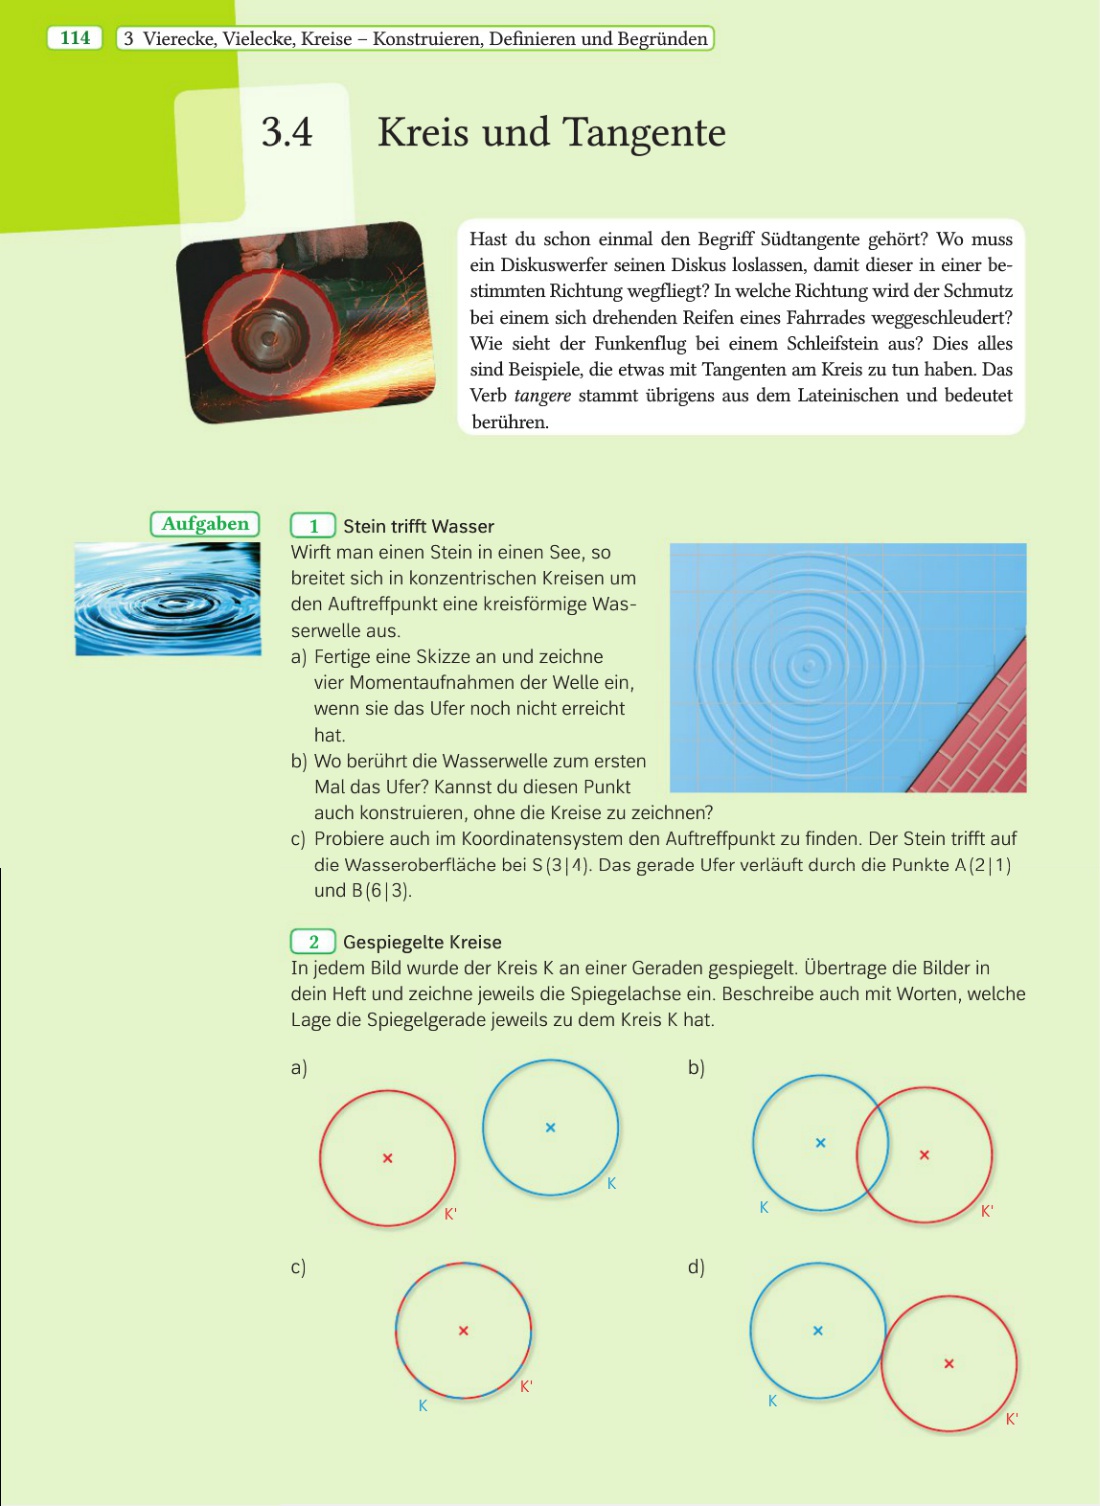 114
3 Vierecke, Vielecke, Kreise – Konstruieren, Definieren und Begründen
3.4 Kreis und Tangente
Hast du schon einmal den Begriff Südtangente gehört? Wo muss
ein Diskuswerfer seinen Diskus loslassen, damit dieser in einer be-
stimmten Richtung wegfliegt? In welche Richtung wird der Schmutz
bei einem sich drehenden Reifen eines Fahrrades weggeschleudert?
Wie sieht der Funkenflug bei einem Schleifstein aus? Dies alles
sind Beispiele, die etwas mit Tangenten am Kreis zu tun haben. Das
Verb tangere stammt übrigens aus dem Lateinischen und bedeutet
berühren.
Aufgaben
1 Stein trifft Wasser
Wirft man einen Stein in einen See, so
breitet sich in konzentrischen Kreisen um
den Auftreffpunkt eine kreisförmige Was-
serwelle aus.
a) Fertige eine Skizze an und zeichne
vier Momentaufnahmen der Welle ein,
wenn sie das Ufer noch nicht erreicht
hat.
b) Wo berührt die Wasserwelle zum ersten
Mal das Ufer? Kannst du diesen Punkt
auch konstruieren, ohne die Kreise zu zeichnen?
c) Probiere auch im Koordinatensystem den Auftreffpunkt zu finden. Der Stein trifft auf
die Wasseroberfläche bei S(3|4). Das gerade Ufer verläuft durch die Punkte A(2|1)
und B(6|3).
2 Gespiegelte Kreise
In jedem Bild wurde der Kreis K an einer Geraden gespiegelt. Übertrage die Bilder in
dein Heft und zeichne jeweils die Spiegelachse ein. Beschreibe auch mit Worten, welche
Lage die Spiegelgerade jeweils zu dem Kreis K hat.
a)
K'
K
b)
K
K'
c)
K
K'
d)
K
K'